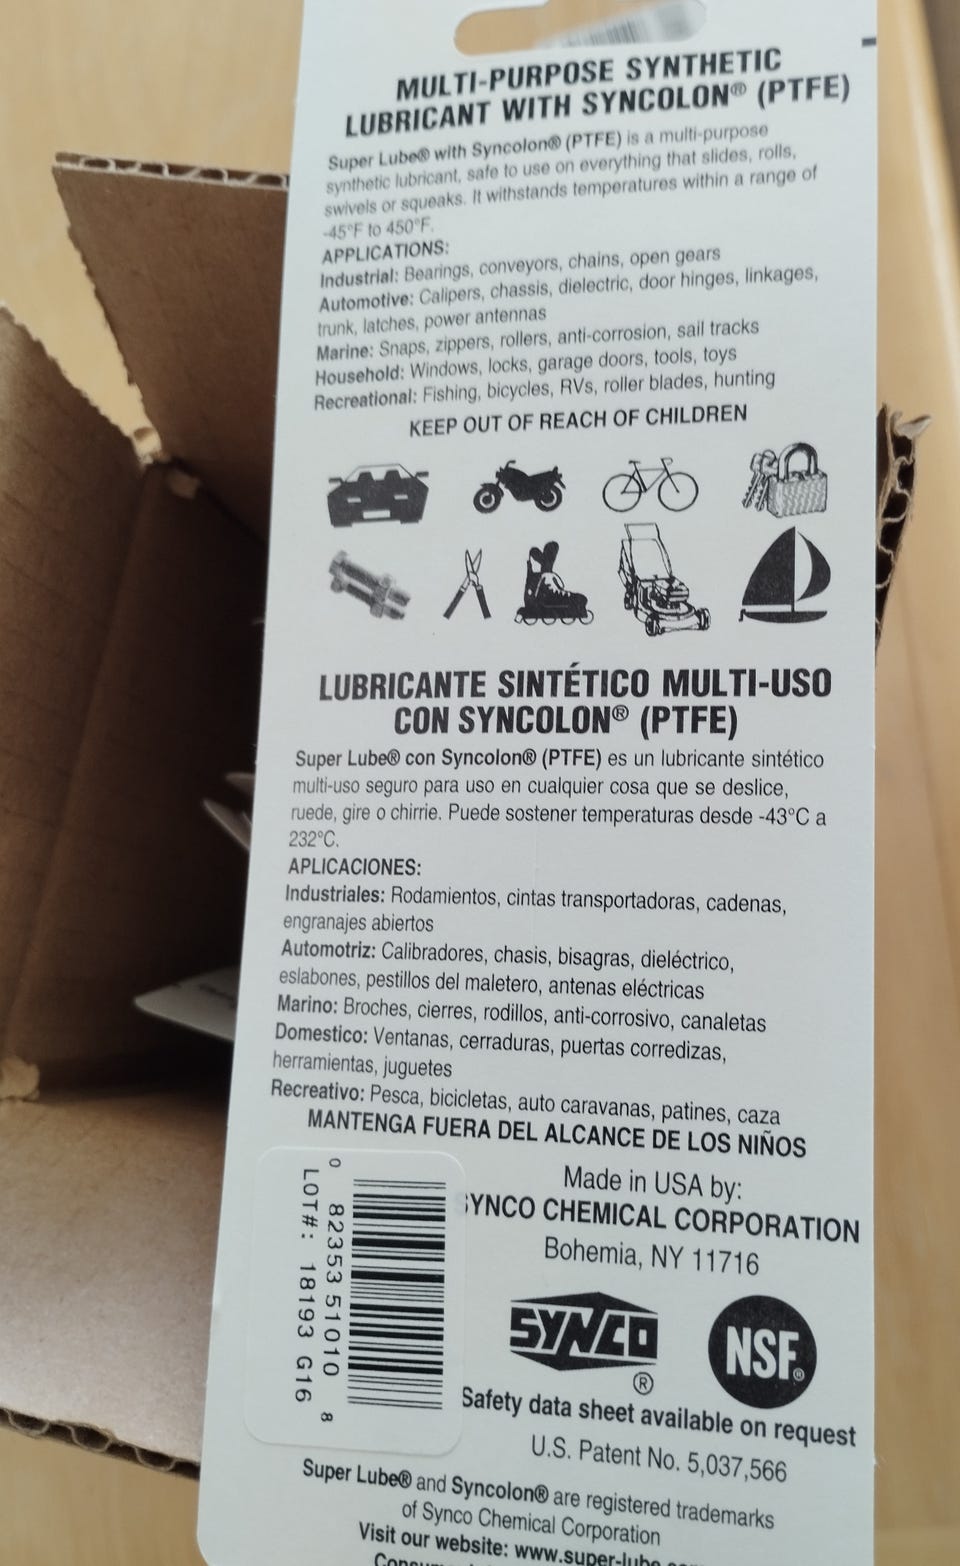 MULTI-PURPOSE SYNTHETIC
LUBRICANT WITH SYNCOLON® (PTFE)
Super Lube® with Syncolon® (PTFE) is a multi-purpose
synthetic lubricant, safe to use on everything that slides, rolls,
swivels or squeaks. It withstands temperatures within a range of
-45°F to 450°F.
APPLICATIONS:
Industrial: Bearings, conveyors, chains, open gears
Automotive: Calipers, chassis, dielectric, door hinges, linkages,
trunk, latches, power antennas
Marine: Snaps, zippers, rollers, anti-corrosion, sail tracks
Household: Windows, locks, garage doors, tools, toys
Recreational: Fishing, bicycles, RVs, roller blades, hunting
KEEP OUT OF REACH OF CHILDREN
LUBRICANTE SINTÉTICO MULTI-USO
CON SYNCOLON® (PTFE)
Super Lube® con Syncolon® (PTFE) es un lubricante sintético
multi-uso seguro para uso en cualquier cosa que se deslice,
ruede, gire o chirrie. Puede sostener temperaturas desde -43°C a
232°C.
APLICACIONES:
Industriales: Rodamientos, cintas transportadoras, cadenas,
engranajes abiertos
Automotriz: Calibradores, chasis, bisagras, dieléctrico,
eslabones, pestillos del maletero, antenas eléctricas
Marino: Broches, cierres, rodillos, anti-corrosivo, canaletas
Domestico: Ventanas, cerraduras, puertas corredizas,
herramientas, juguetes
Recreativo: Pesca, bicicletas, auto caravanas, patines, caza
MANTENGA FUERA DEL ALCANCE DE LOS NIÑOS
0 82353 51010 8
LOT#: 18193 G16
Made in USA by:
SYNCO CHEMICAL CORPORATION
Bohemia, NY 11716
SYNCO ®
NSF®
Safety data sheet available on request
U.S. Patent No. 5,037,566
Super Lube® and Syncolon® are registered trademarks
of Synco Chemical Corporation
Visit our website: www.super-lube